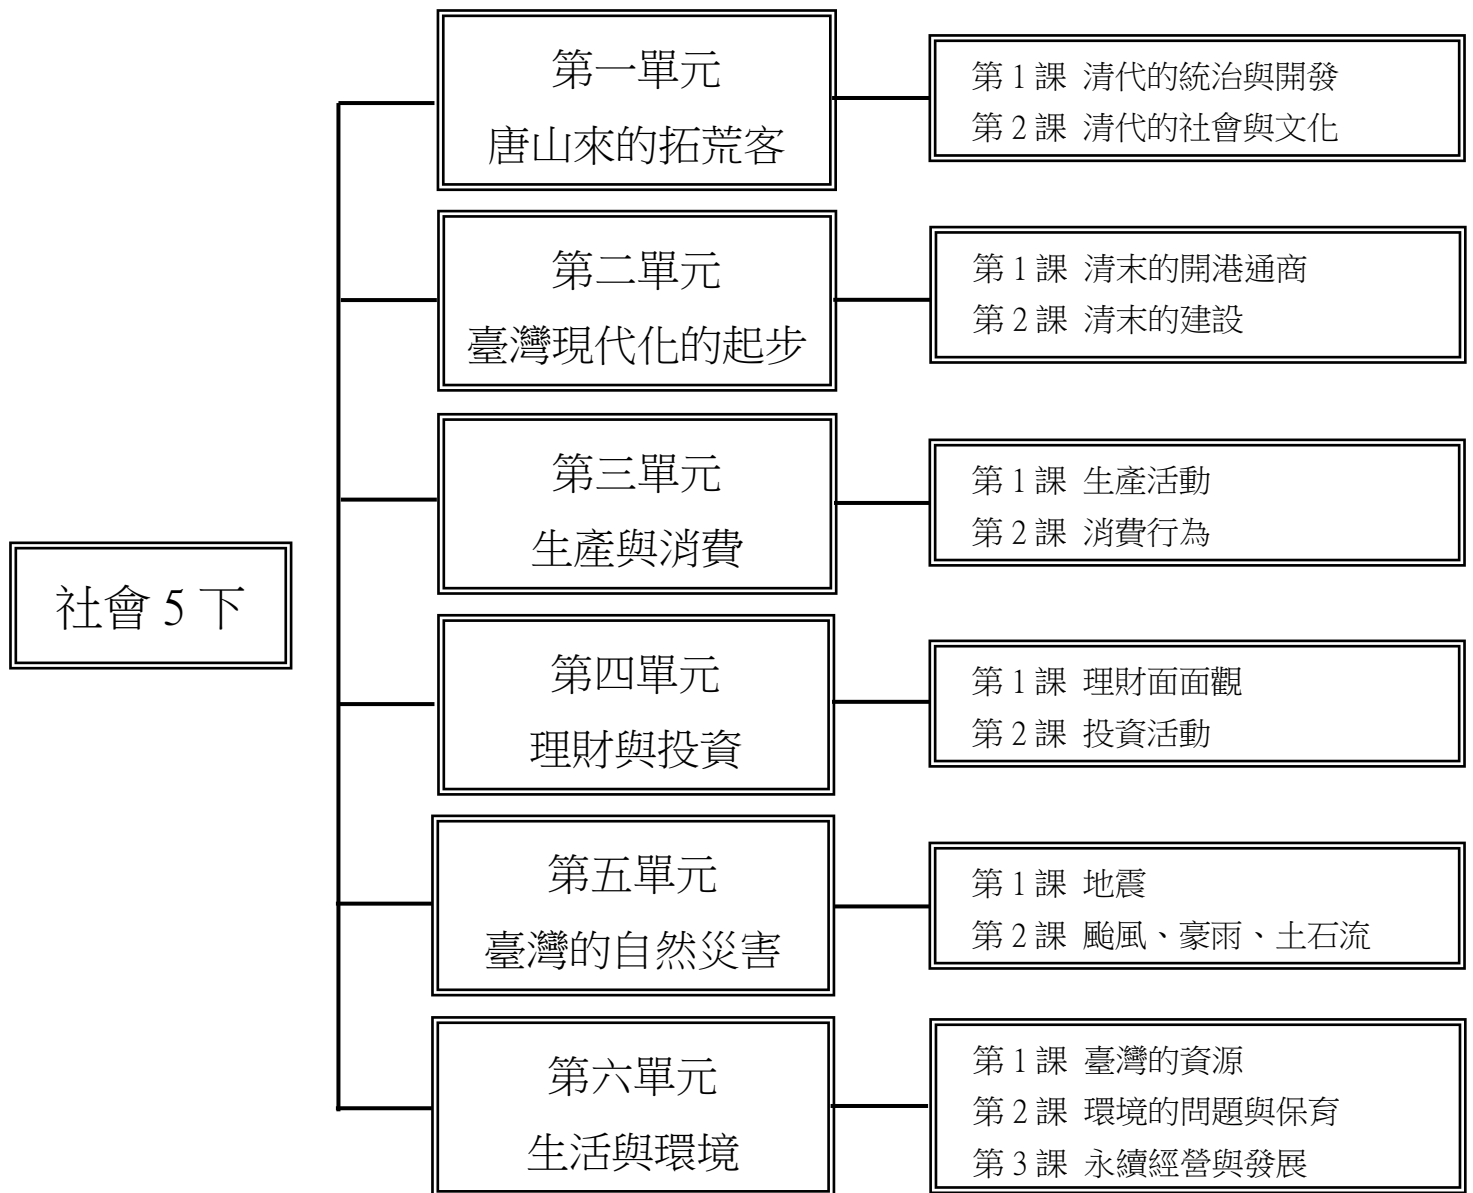 社會 5 下
第一單元
唐山來的拓荒客
第 1 課 清代的統治與開發
第 2 課 清代的社會與文化
第二單元
臺灣現代化的起步
第 1 課 清末的開港通商
第 2 課 清末的建設
第三單元
生產與消費
第 1 課 生產活動
第 2 課 消費行為
第四單元
理財與投資
第 1 課 理財面面觀
第 2 課 投資活動
第五單元
臺灣的自然災害
第 1 課 地震
第 2 課 颱風、豪雨、土石流
第六單元
生活與環境
第 1 課 臺灣的資源
第 2 課 環境的問題與保育
第 3 課 永續經營與發展